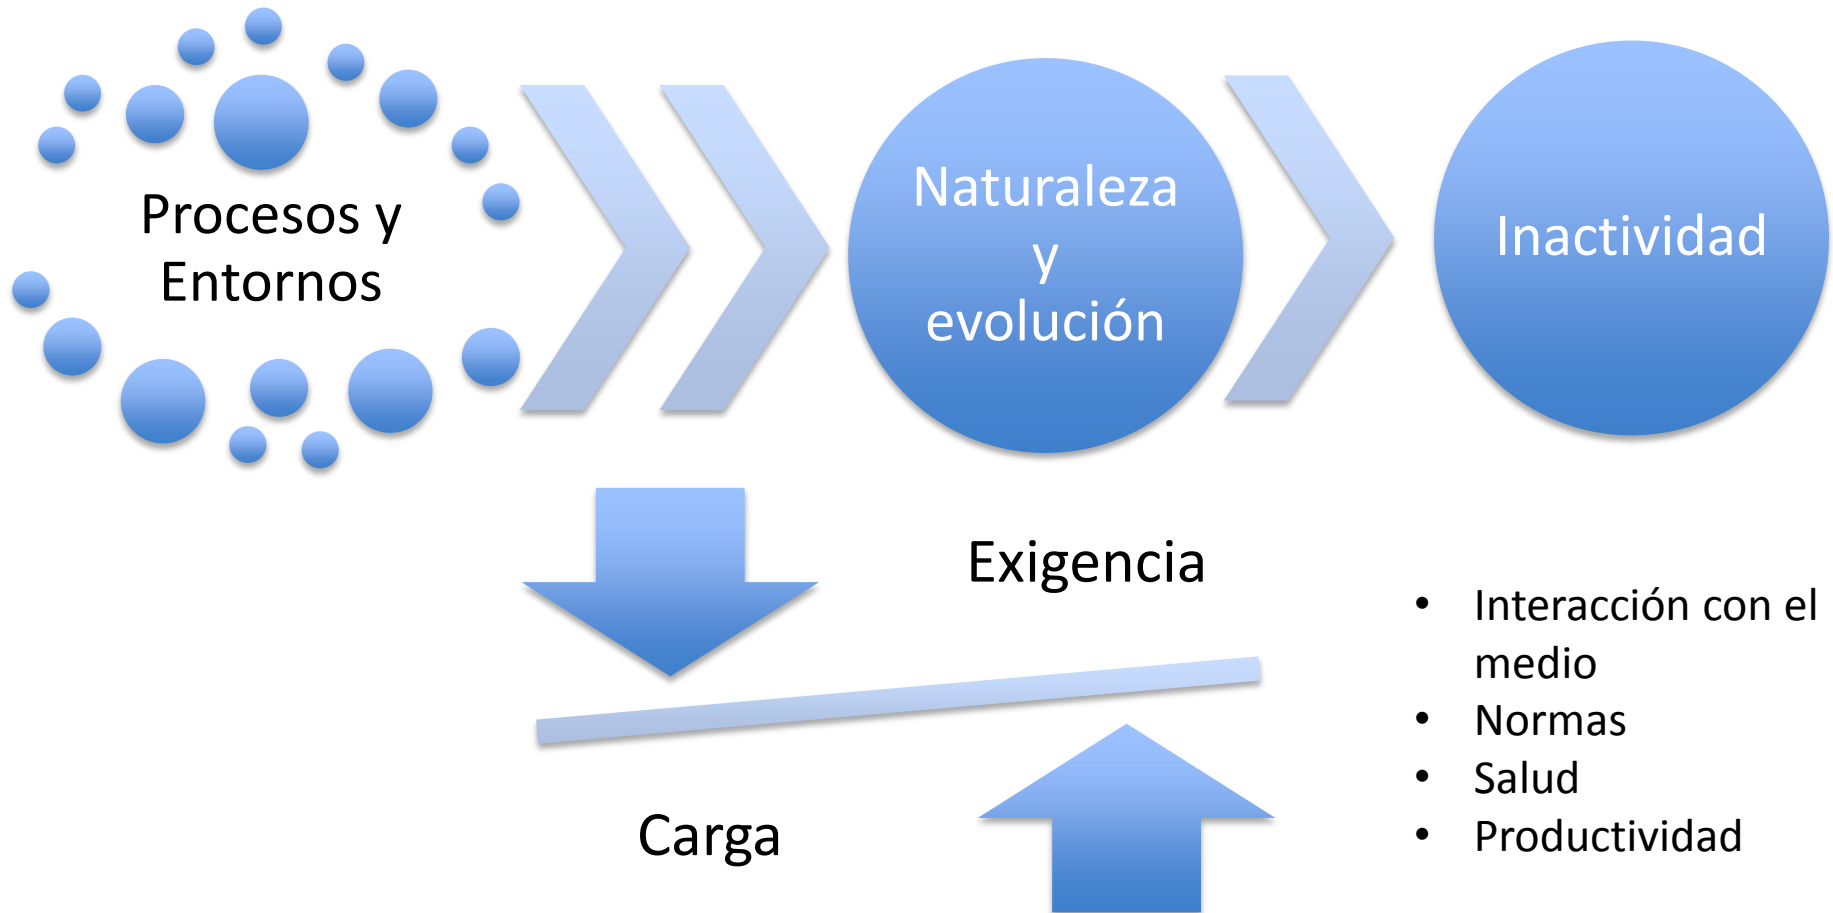 Procesos y
Entornos
Naturaleza
y
evolución
Inactividad
Exigencia
Carga
• Interacción con el
medio
• Normas
• Salud
• Productividad